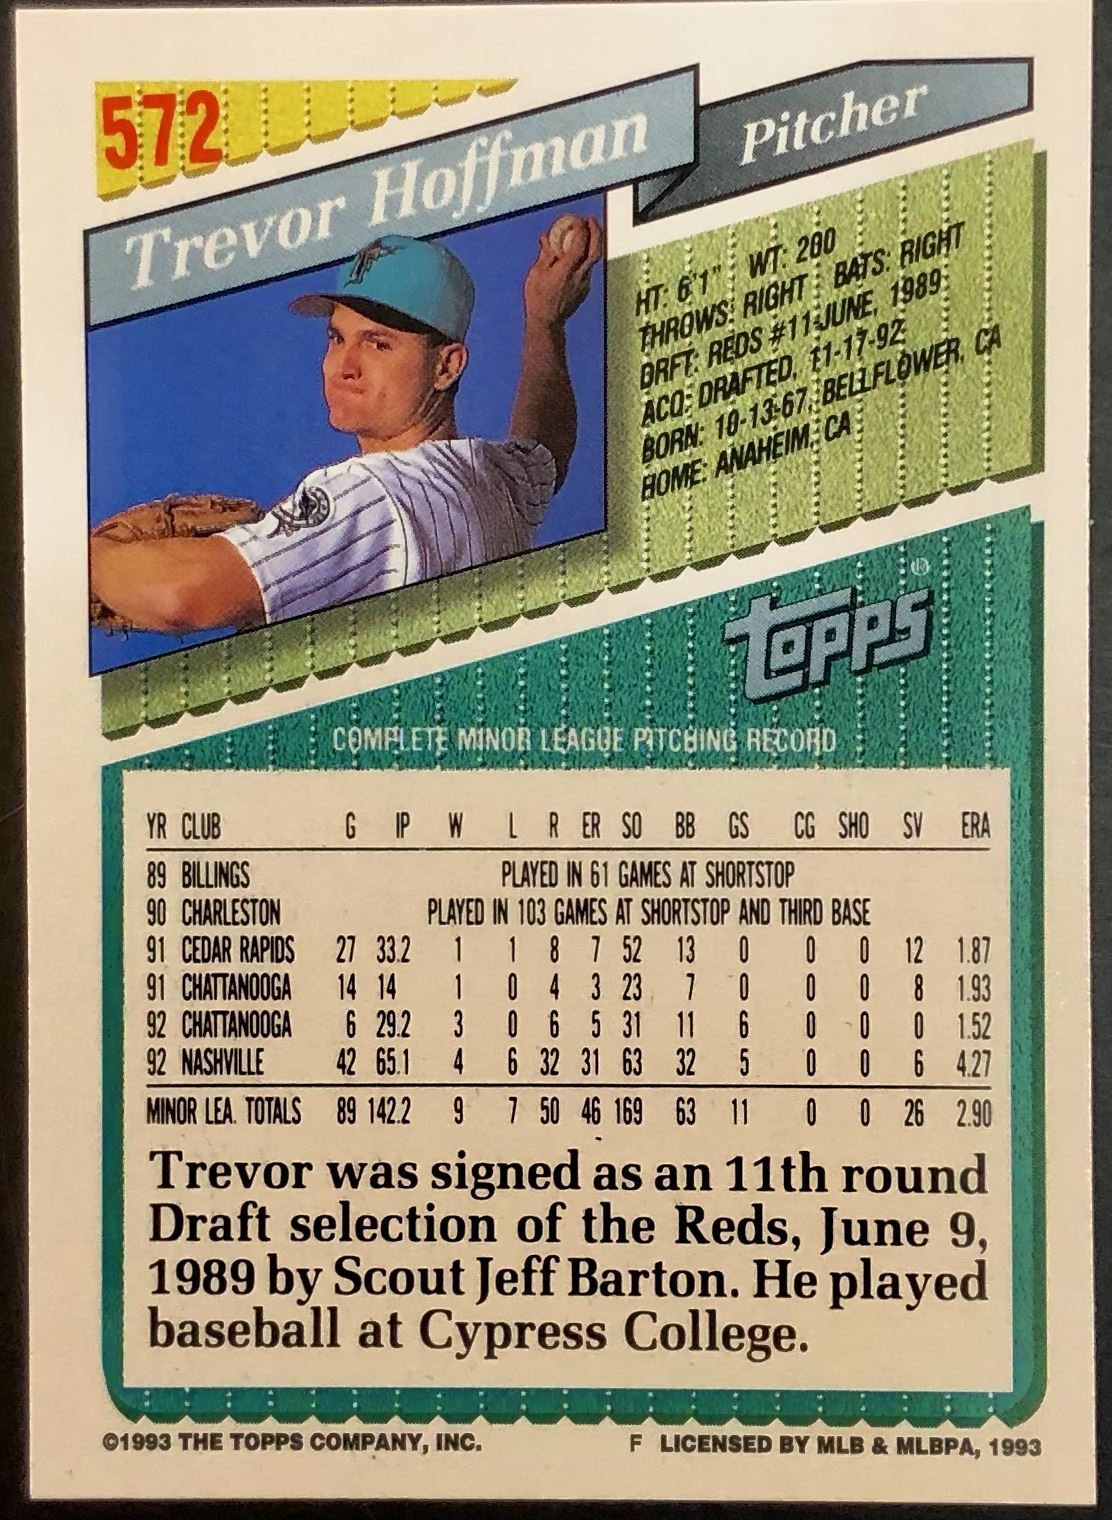 572
Trevor Hoffman
Pitcher
HT: 6'1" WT: 200
THROWS: RIGHT BATS: RIGHT
DRFT: REDS #11-JUNE, 1989
ACQ: DRAFTED, 11-17-92
BORN: 10-13-67, BELLFLOWER, CA
HOME: ANAHEIM, CA
Topps®
COMPLETE MINOR LEAGUE PITCHING RECORD
YR CLUB G IP W L R ER SO BB GS CG SHO SV ERA
89 BILLINGS PLAYED IN 61 GAMES AT SHORTSTOP
90 CHARLESTON PLAYED IN 103 GAMES AT SHORTSTOP AND THIRD BASE
91 CEDAR RAPIDS 27 33.2 1 1 8 7 52 13 0 0 0 12 1.87
91 CHATTANOOGA 14 14 1 0 4 3 23 7 0 0 0 8 1.93
92 CHATTANOOGA 6 29.2 3 0 6 5 31 11 6 0 0 0 1.52
92 NASHVILLE 42 65.1 4 6 32 31 63 32 5 0 0 6 4.27
MINOR LEA. TOTALS 89 142.2 9 7 50 46 169 63 11 0 0 26 2.90
Trevor was signed as an 11th round
Draft selection of the Reds, June 9,
1989 by Scout Jeff Barton. He played
baseball at Cypress College.
©1993 THE TOPPS COMPANY, INC. F LICENSED BY MLB & MLBPA, 1993